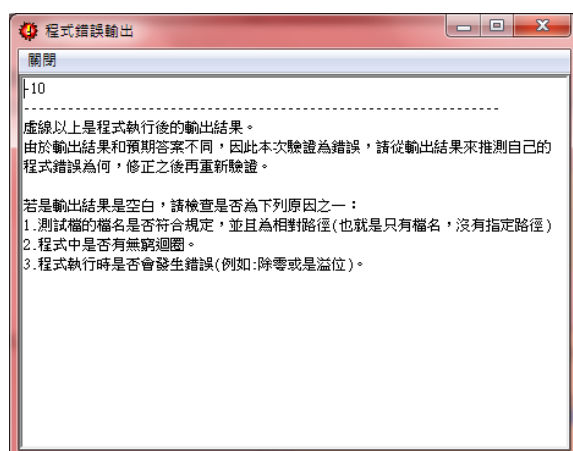 程式錯誤輸出
關閉
-10
----------------------------------------------------------------
虛線以上是程式執行後的輸出結果。
由於輸出結果和預期答案不同，因此本次驗證為錯誤，請從輸出結果來推測自己的
程式錯誤為何，修正之後再重新驗證。
若是輸出結果是空白，請檢查是否為下列原因之一：
1.測試檔的檔名是否符合規定，並且為相對路徑(也就是只有檔名，沒有指定路徑)
2.程式中是否有無窮迴圈。
3.程式執行時是否會發生錯誤(例如:除零或是溢位)。